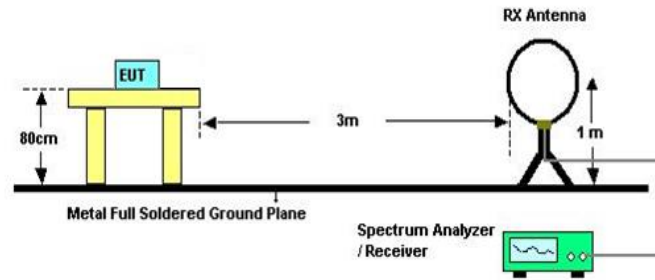 RX Antenna
EUT
80cm
3m
1 m
Metal Full Soldered Ground Plane
Spectrum Analyzer
/ Receiver